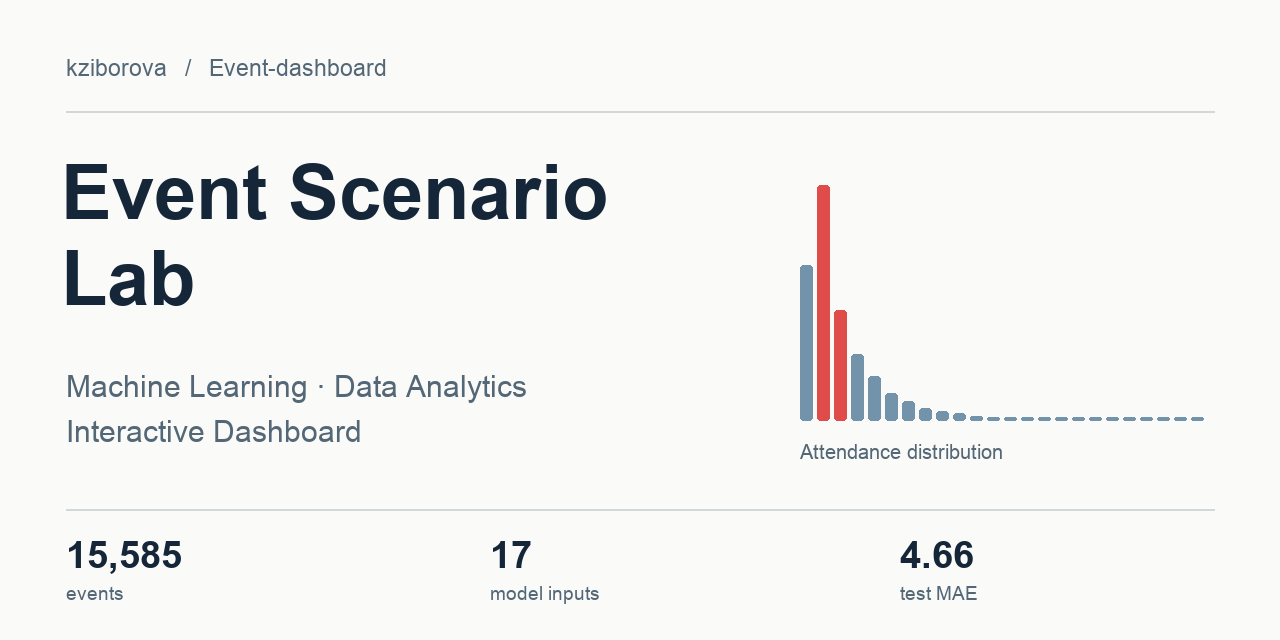 kziborova / Event-dashboard
Event Scenario
Lab
Machine Learning · Data Analytics
Interactive Dashboard
Attendance distribution
15,585
events
17
model inputs
4.66
test MAE